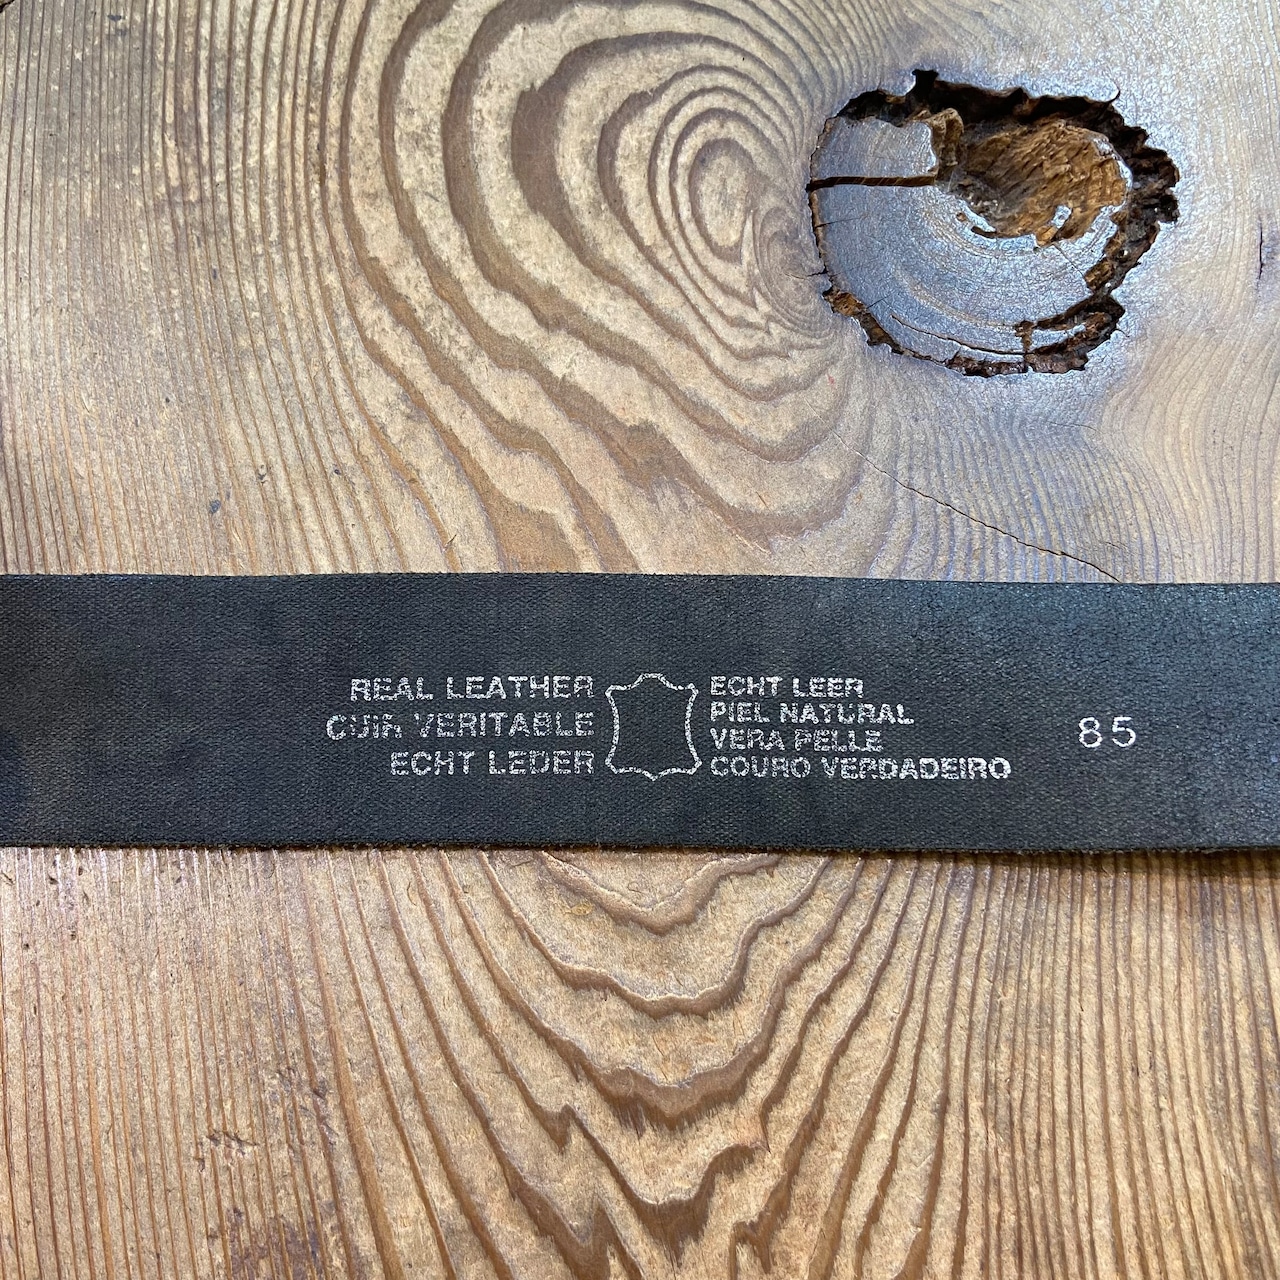 REAL LEATHER
CUIR VERITABLE
ECHT LEDER
ECHT LEER
PIEL NATURAL
VERA PELLE
COURO VERDADEIRO
85